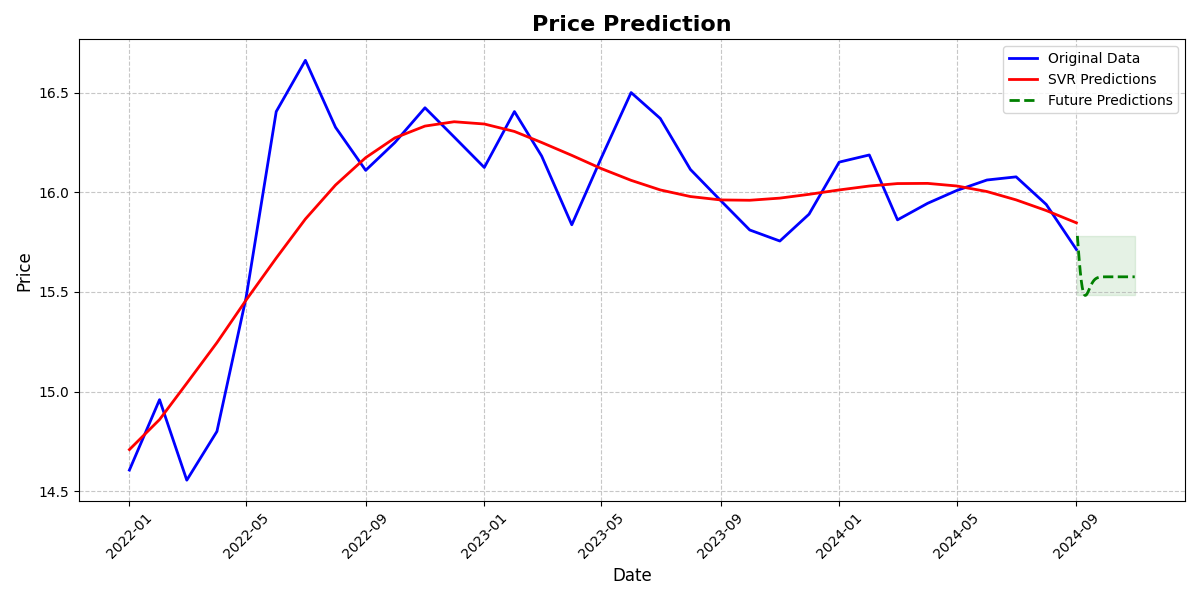 Price Prediction
Original Data
SVR Predictions
Future Predictions
Price
16.5
16.0
15.5
15.0
14.5
2022-01
2022-05
2022-09
2023-01
2023-05
2023-09
2024-01
2024-05
2024-09
Date